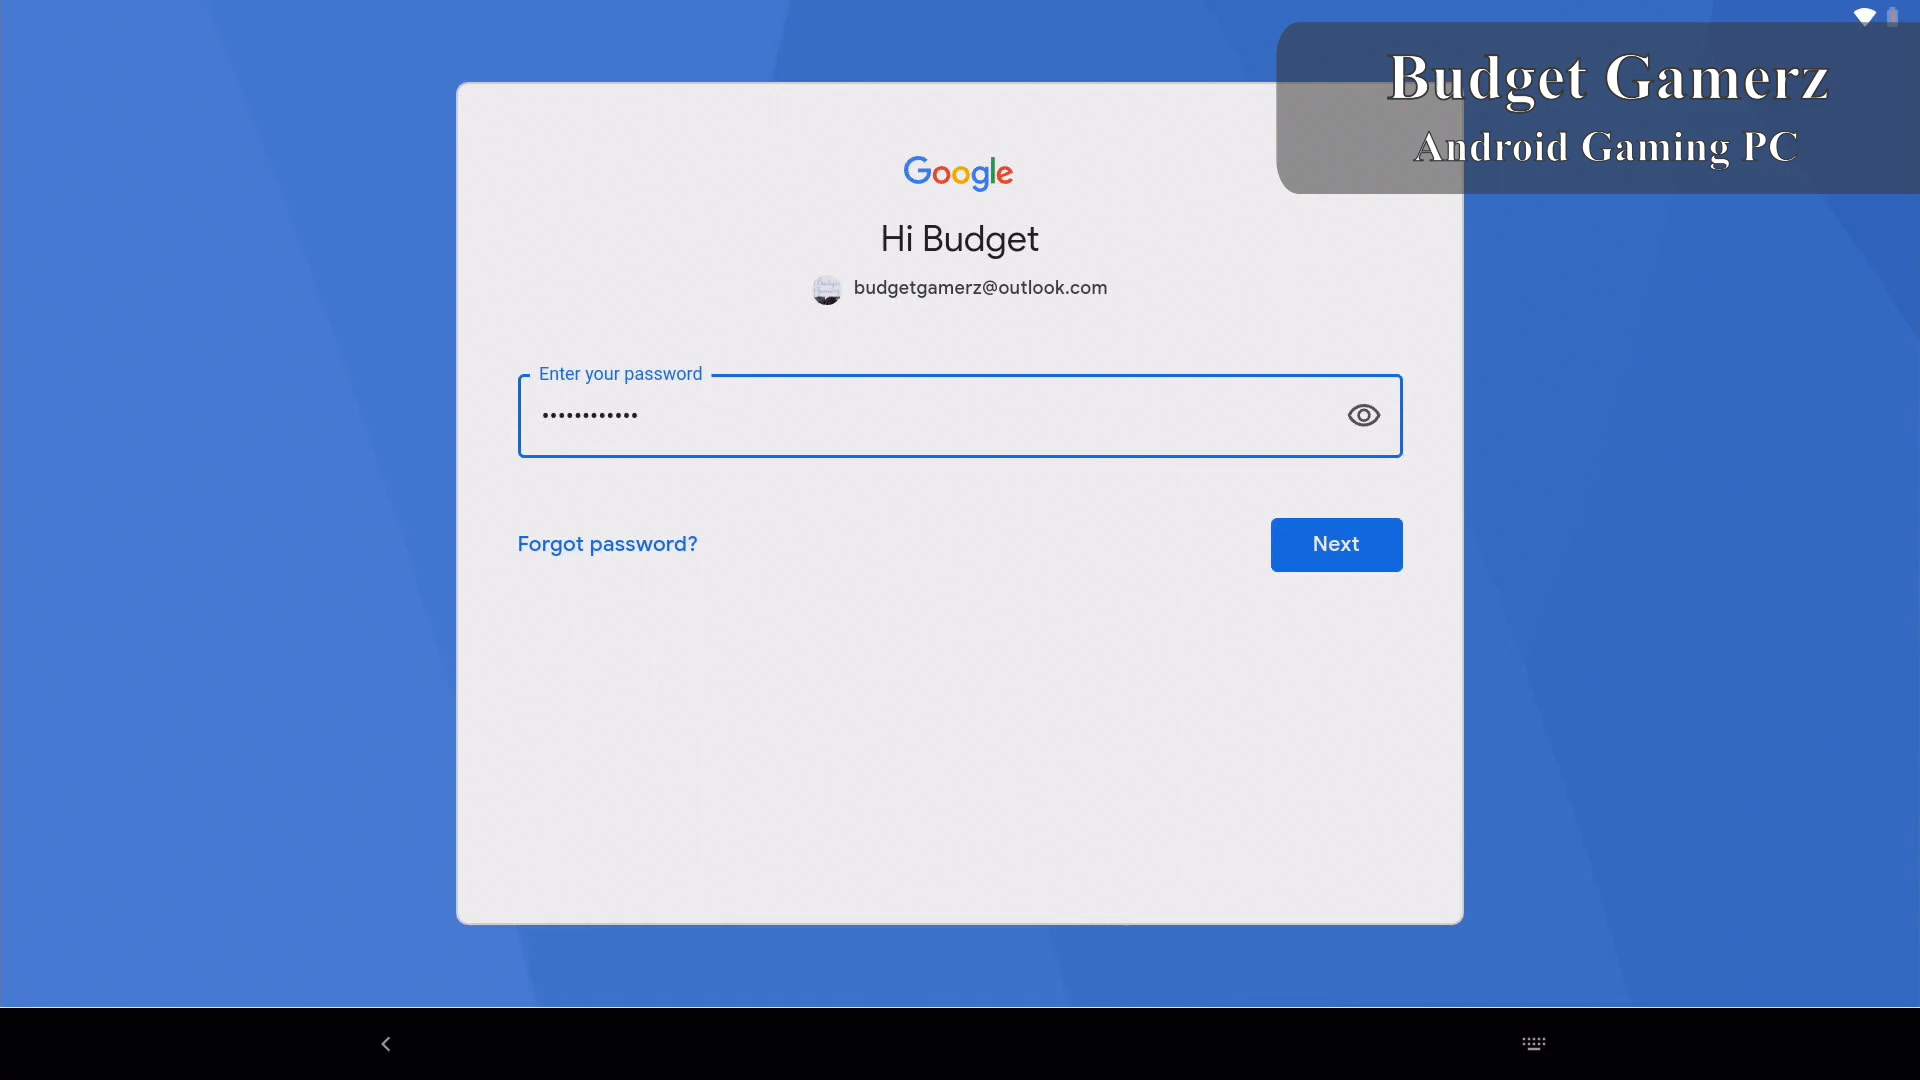 Budget Gamerz
Android Gaming PC
Google
Hi Budget
budgetgamerz@outlook.com
Enter your password
••••••••••••
Forgot password?
Next